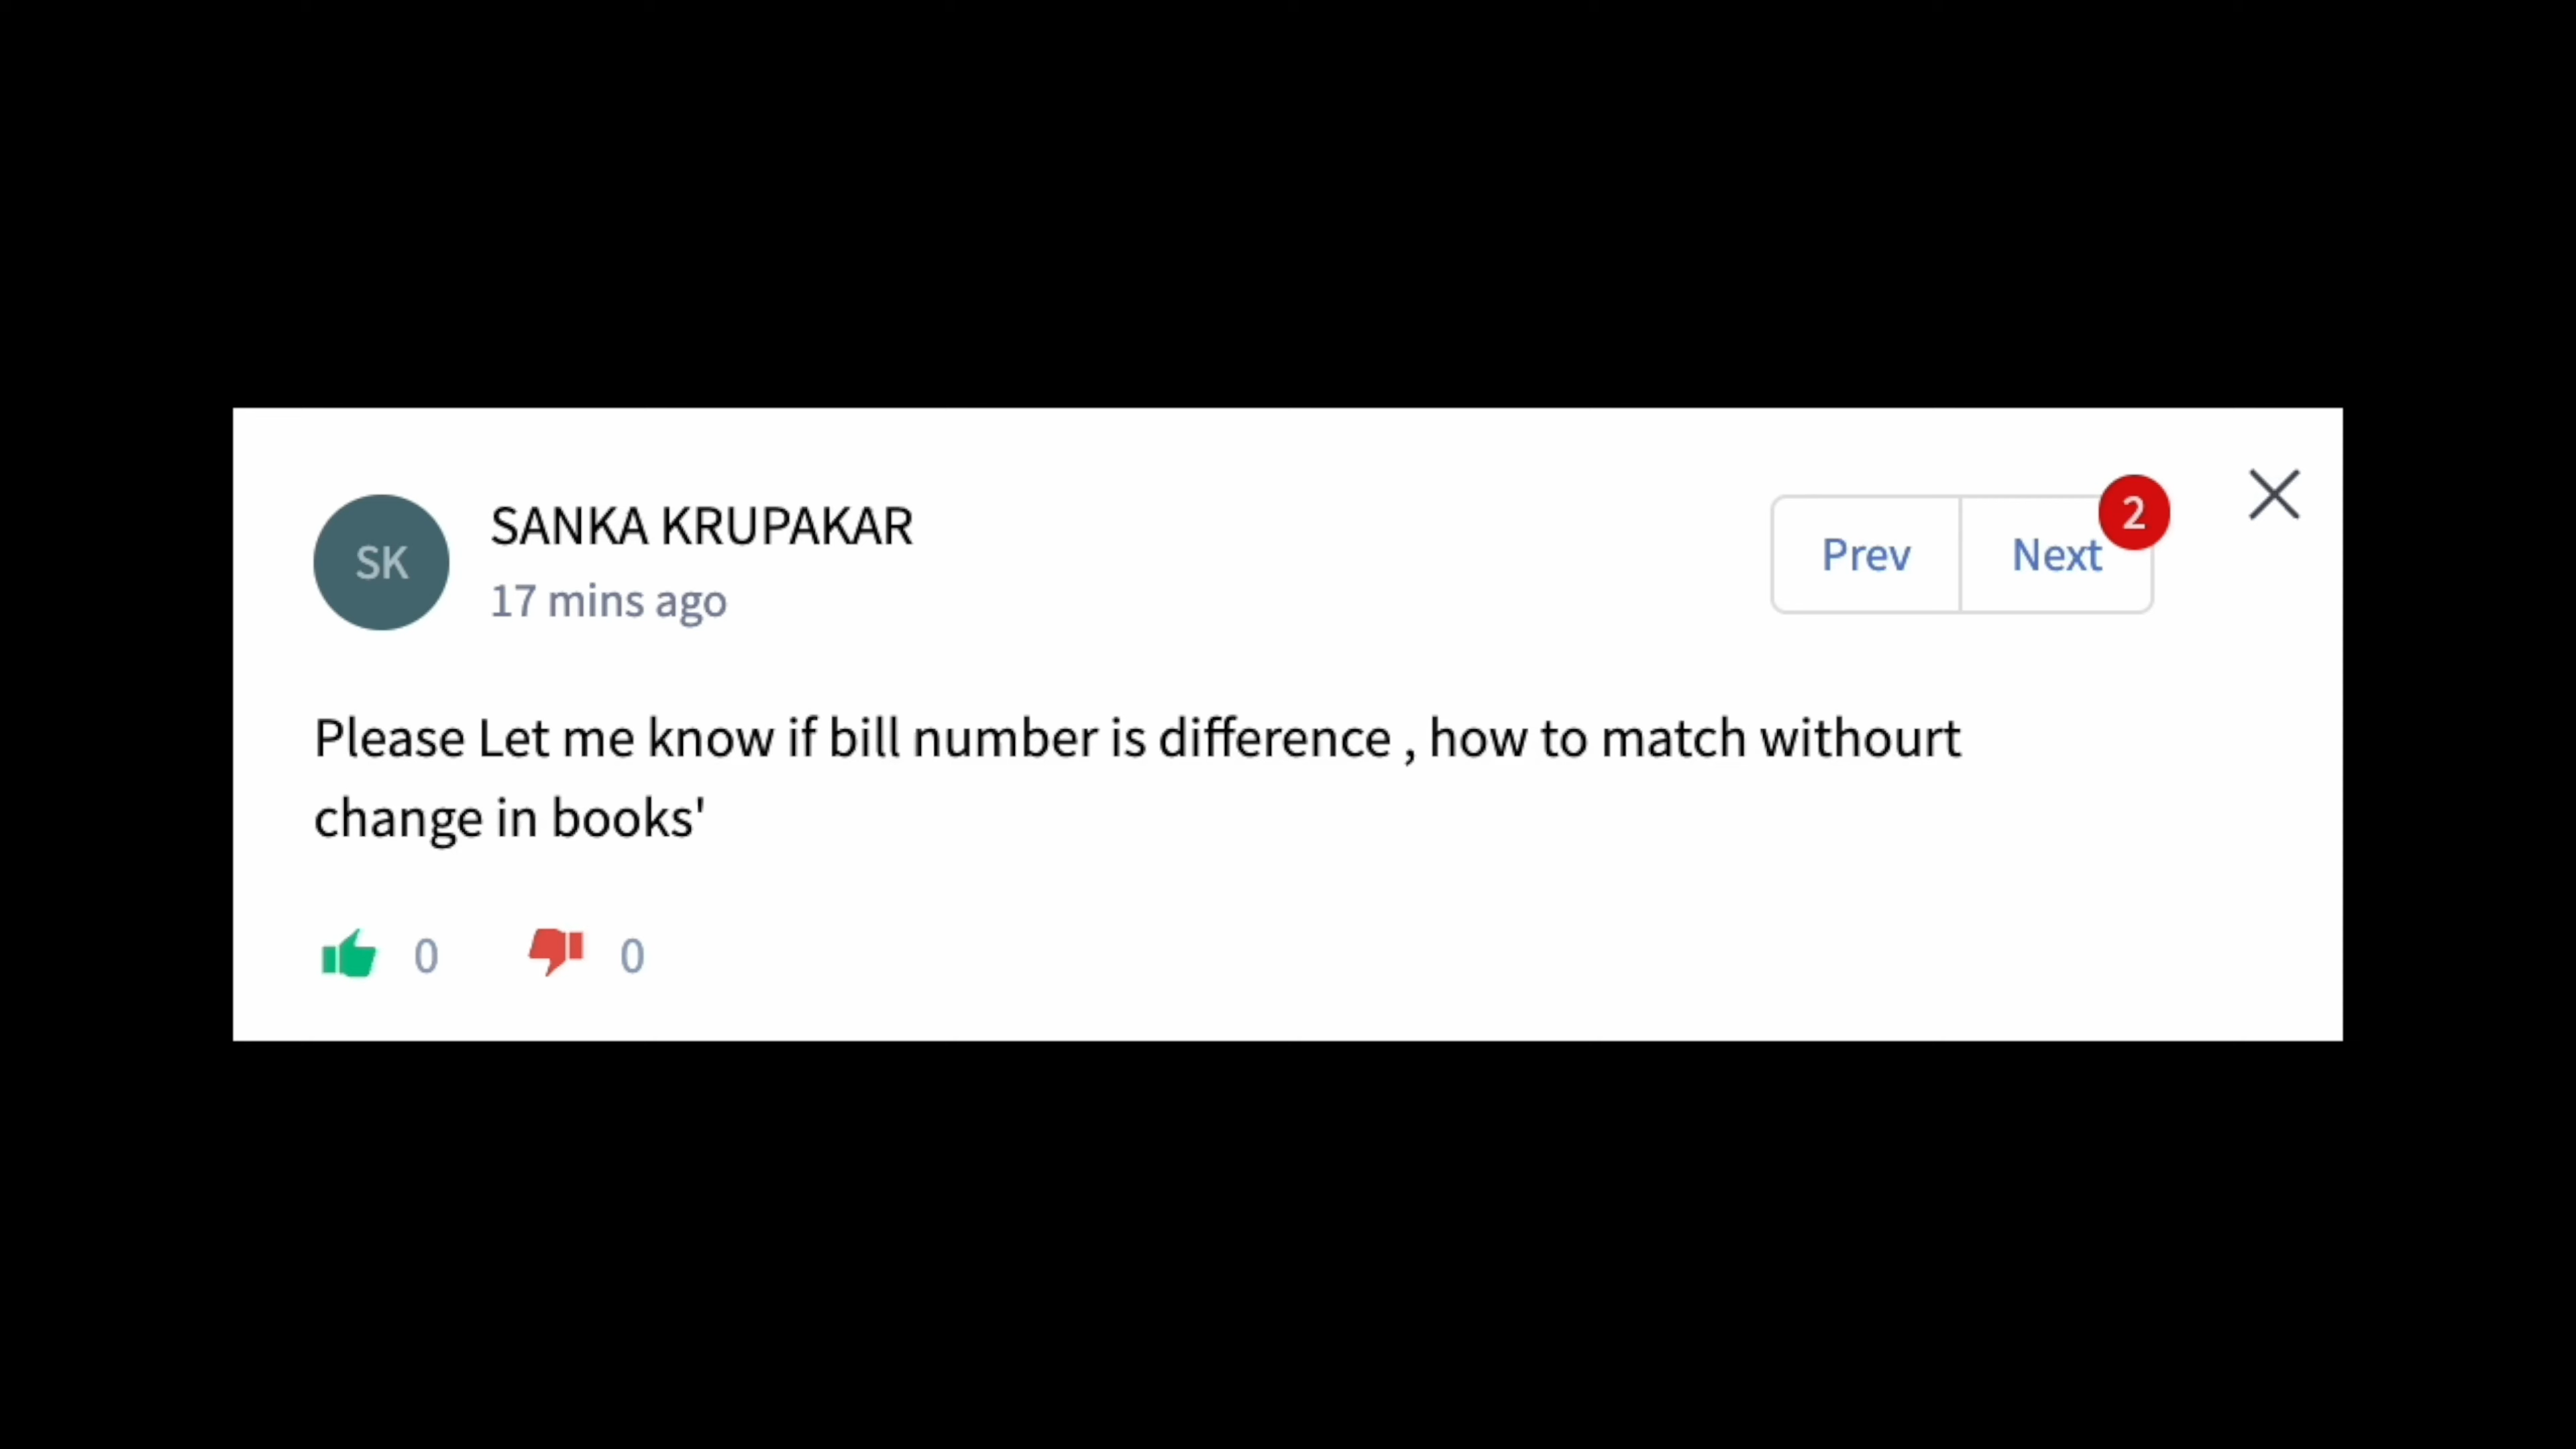 SK
SANKA KRUPAKAR
17 mins ago
Prev
Next
2
Please Let me know if bill number is difference , how to match withourt
change in books'
0
0